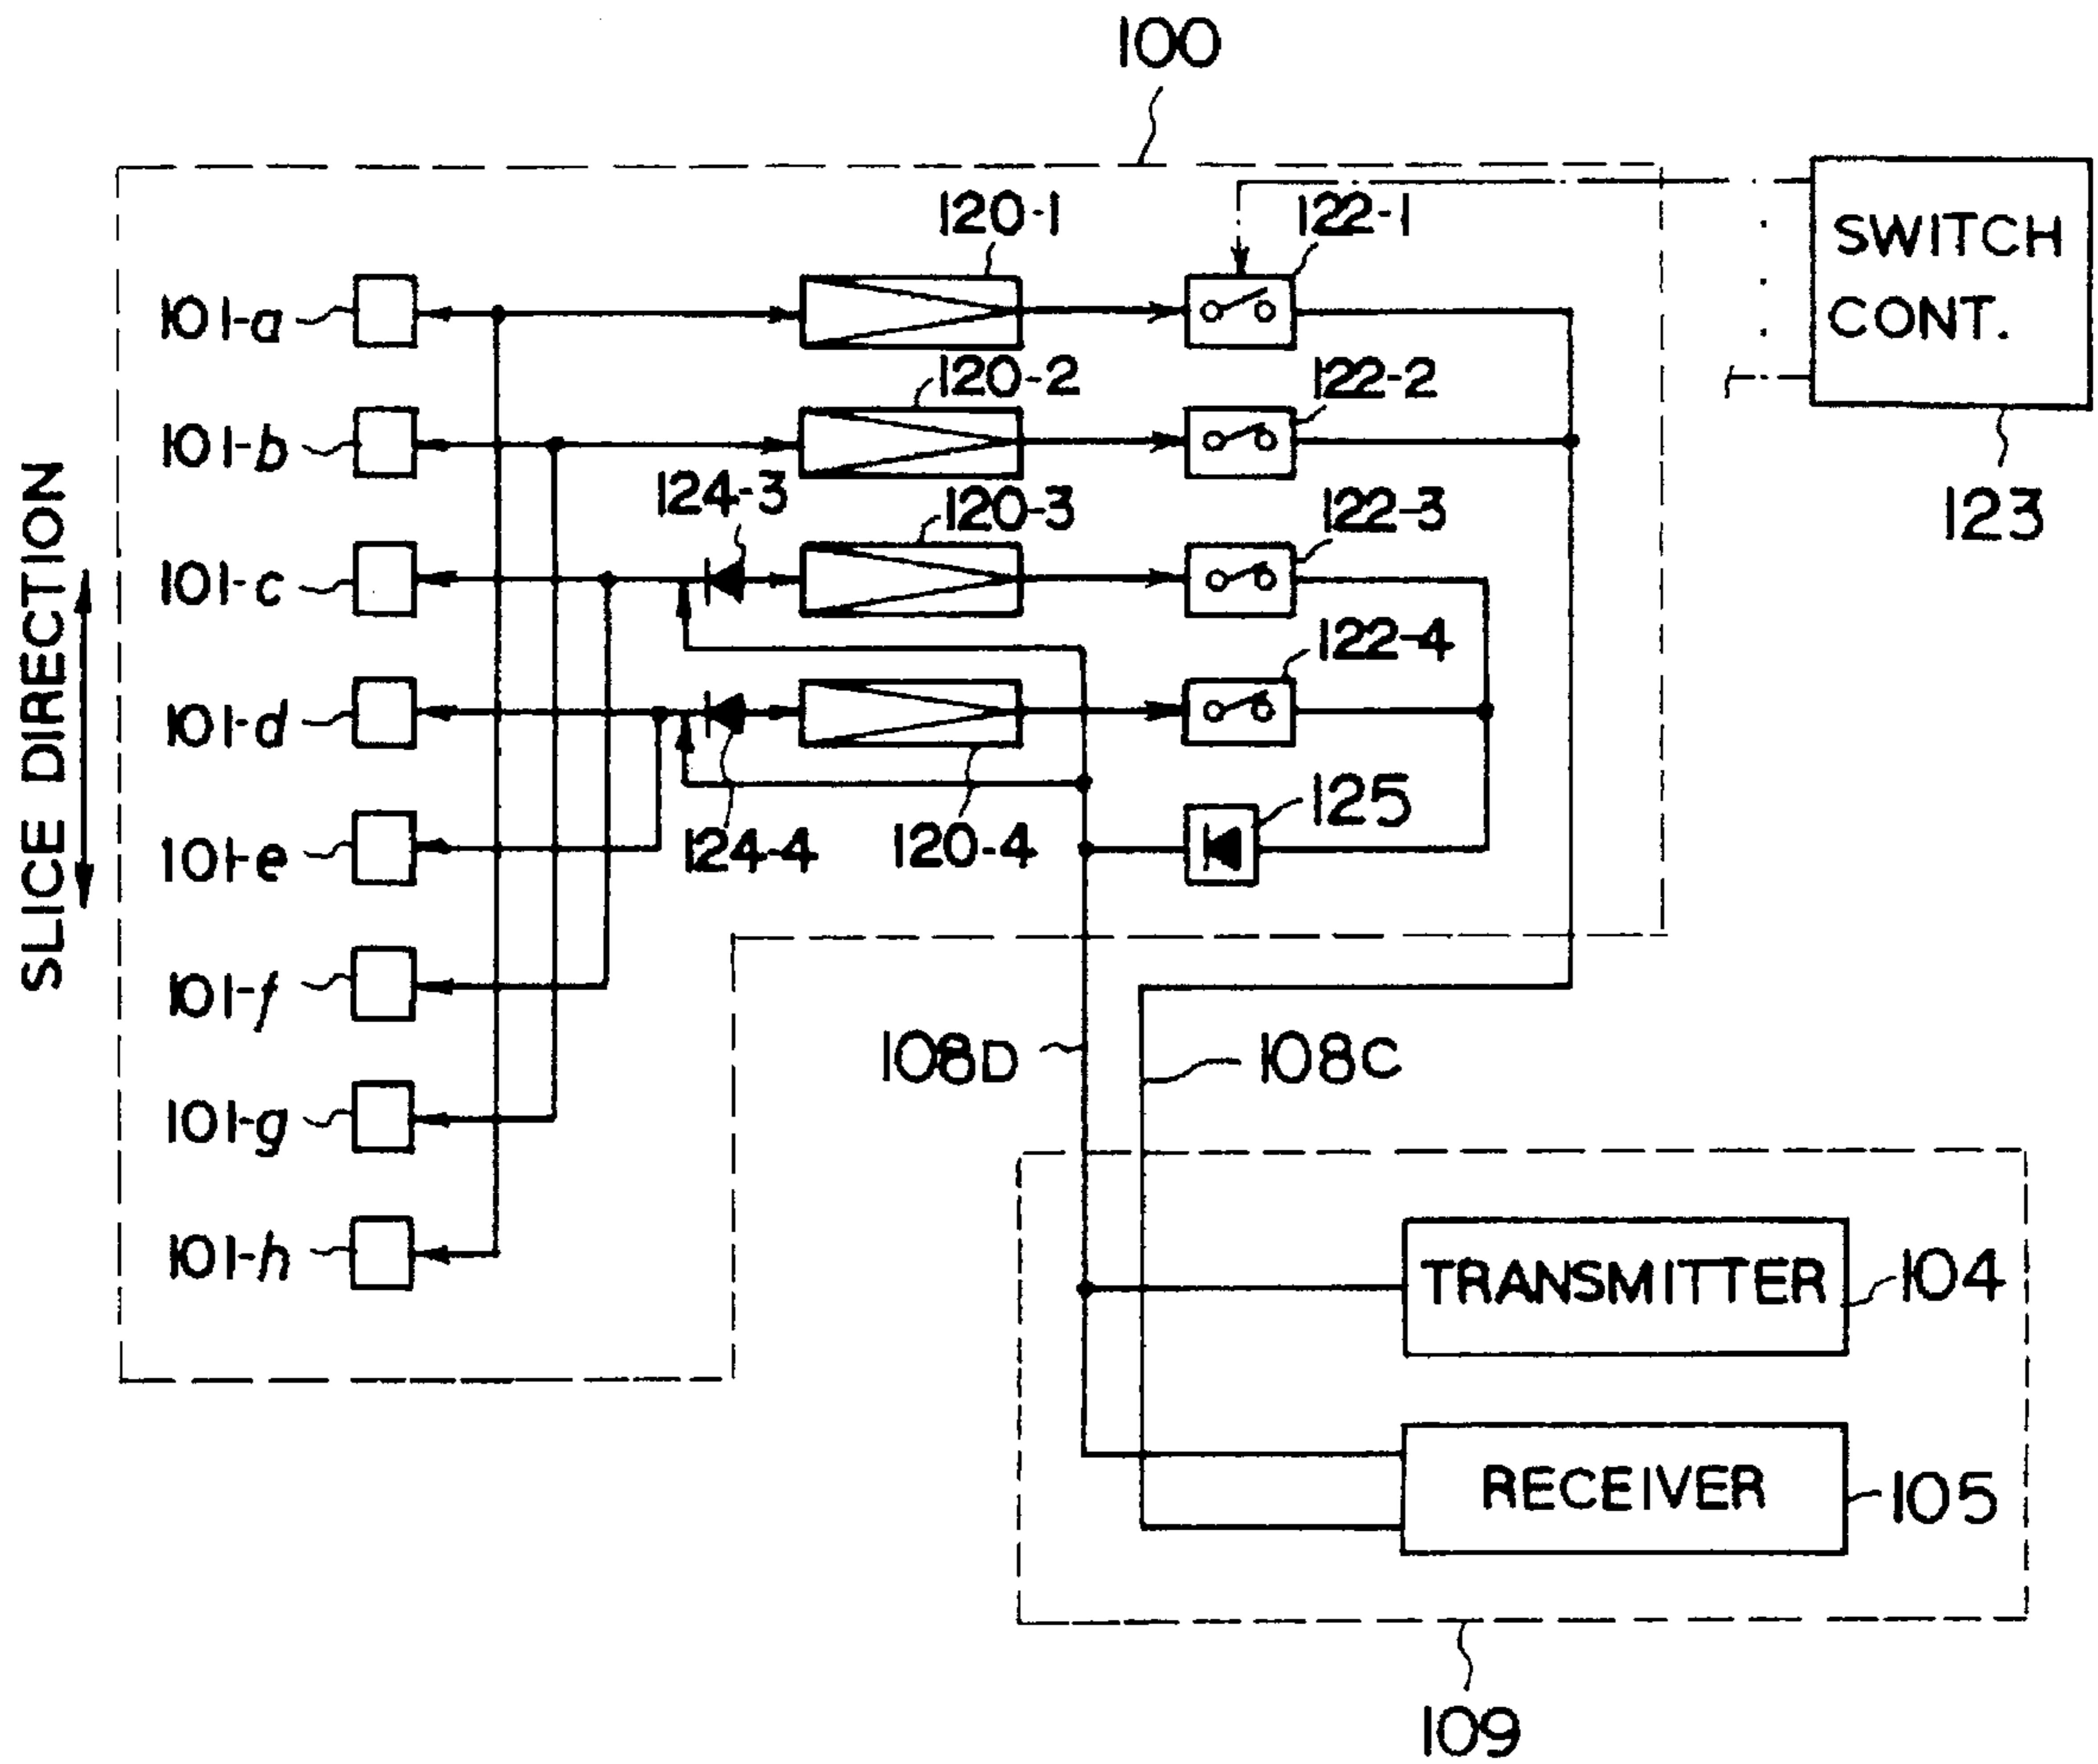 100
120-1
122-1
SWITCH
CONT.
101-a
120-2
122-2
101-b
124-3
120-3
122-3
123
101-c
122-4
SLICE DIRECTION
101-d
125
101-e
124-4
120-4
101-f
108D
108C
101-g
101-h
TRANSMITTER
104
RECEIVER
105
109